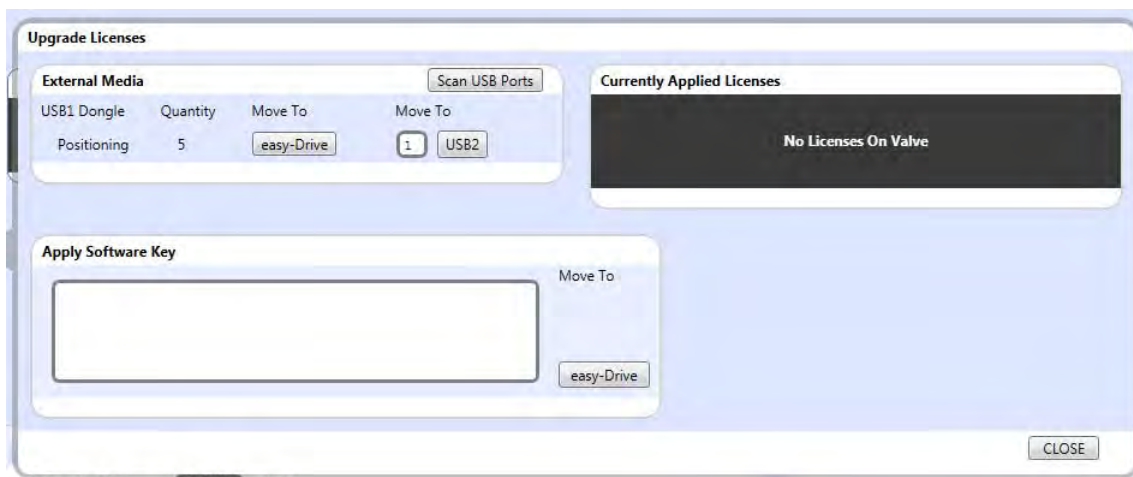 Upgrade Licenses
External Media
Scan USB Ports
USB1 Dongle Quantity Move To Move To
Positioning 5 easy-Drive 1 USB2
Currently Applied Licenses
No Licenses On Valve
Apply Software Key
Move To
easy-Drive
CLOSE